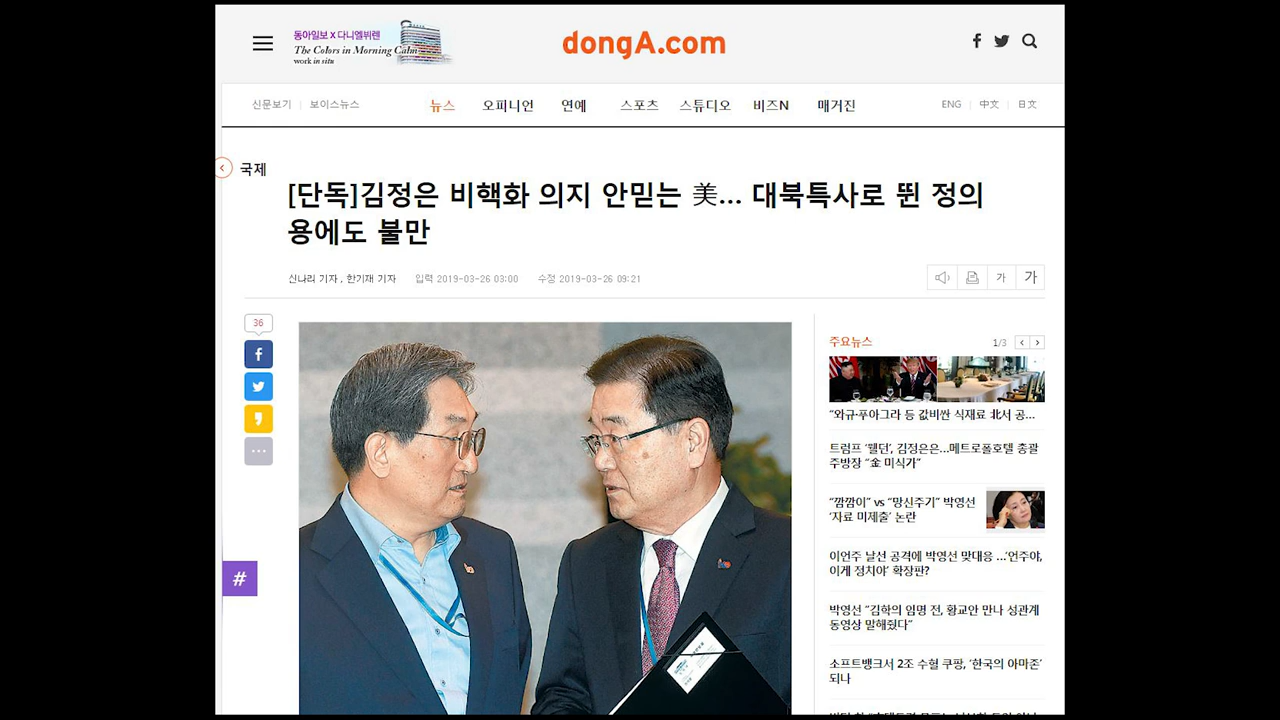 동아일보 X 다니엘뷔렌
The Colors in Morning Calm
work in situ
dongA.com
신문보기 | 보이스뉴스
뉴스 오피니언 연예 스포츠 스튜디오 비즈N 매거진
ENG | 中文 | 日文
국제
[단독]김정은 비핵화 의지 안믿는 美… 대북특사로 뛴 정의
용에도 불만
신나리 기자 , 한기재 기자 입력 2019-03-26 03:00 수정 2019-03-26 09:21
가 가
36
#
주요뉴스 1/3
“와규·푸아그라 등 값비싼 식재료 北서 공…
트럼프 ‘웰던’, 김정은은…메트로폴호텔 총괄
주방장 “金 미식가”
“깜깜이” vs “망신주기” 박영선
‘자료 미제출’ 논란
이언주 날선 공격에 박영선 맞대응 …‘언주야,
이게 정치야’ 확장판?
박영선 “김학의 임명 전, 황교안 만나 성관계
동영상 말해줬다”
소프트뱅크서 2조 수혈 쿠팡, ‘한국의 아마존’
되나